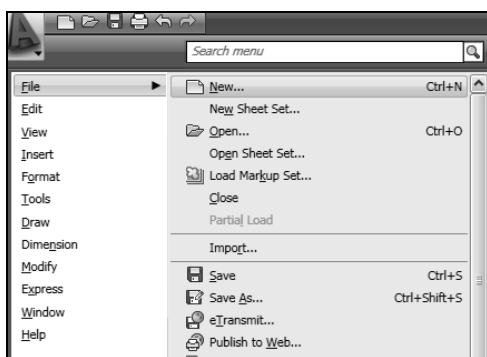 Search menu
File
Edit
View
Insert
Format
Tools
Draw
Dimension
Modify
Express
Window
Help
New... Ctrl+N
New Sheet Set...
Open... Ctrl+O
Open Sheet Set...
Load Markup Set...
Close
Partial Load
Import...
Save Ctrl+S
Save As... Ctrl+Shift+S
eTransmit...
Publish to Web...